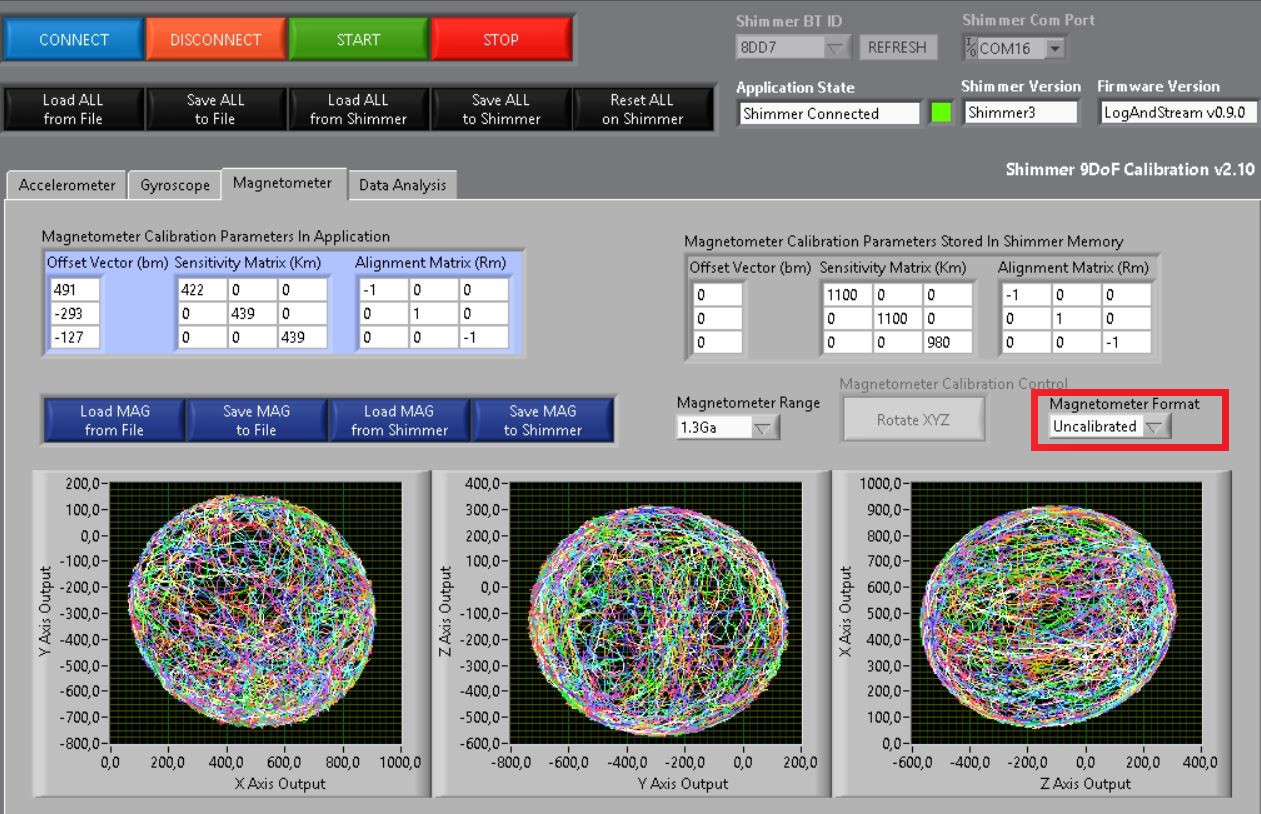 CONNECT
DISCONNECT
START
STOP
Shimmer BT ID
8DD7
REFRESH
Shimmer Com Port
COM16
Load ALL
from File
Save ALL
to File
Load ALL
from Shimmer
Save ALL
to Shimmer
Reset ALL
on Shimmer
Application State
Shimmer Connected
Shimmer Version
Shimmer3
Firmware Version
LogAndStream v0.9.0
Shimmer 9DoF Calibration v2.10
Accelerometer
Gyroscope
Magnetometer
Data Analysis
Magnetometer Calibration Parameters In Application
Offset Vector (bm) Sensitivity Matrix (Km) Alignment Matrix (Rm)
491 422 0 0 -1 0 0
-293 0 439 0 0 1 0
-127 0 0 439 0 0 -1
Magnetometer Calibration Parameters Stored In Shimmer Memory
Offset Vector (bm) Sensitivity Matrix (Km) Alignment Matrix (Rm)
0 1100 0 0 -1 0 0
0 0 1100 0 0 1 0
0 0 0 980 0 0 -1
Load MAG
from File
Save MAG
to File
Load MAG
from Shimmer
Save MAG
to Shimmer
Magnetometer Range
1.3Ga
Magnetometer Calibration Control
Rotate XYZ
Magnetometer Format
Uncalibrated
Y Axis Output
200,0
100,0
0,0
-100,0
-200,0
-300,0
-400,0
-500,0
-600,0
-700,0
-800,0
0,0 200,0 400,0 600,0 800,0 1000,0
X Axis Output
Z Axis Output
400,0
300,0
200,0
100,0
0,0
-100,0
-200,0
-300,0
-400,0
-500,0
-600,0
-800,0 -600,0 -400,0 -200,0 0,0 200,0
Y Axis Output
X Axis Output
1000,0
900,0
800,0
700,0
600,0
500,0
400,0
300,0
200,0
100,0
0,0
-600,0 -400,0 -200,0 0,0 200,0 400,0
Z Axis Output